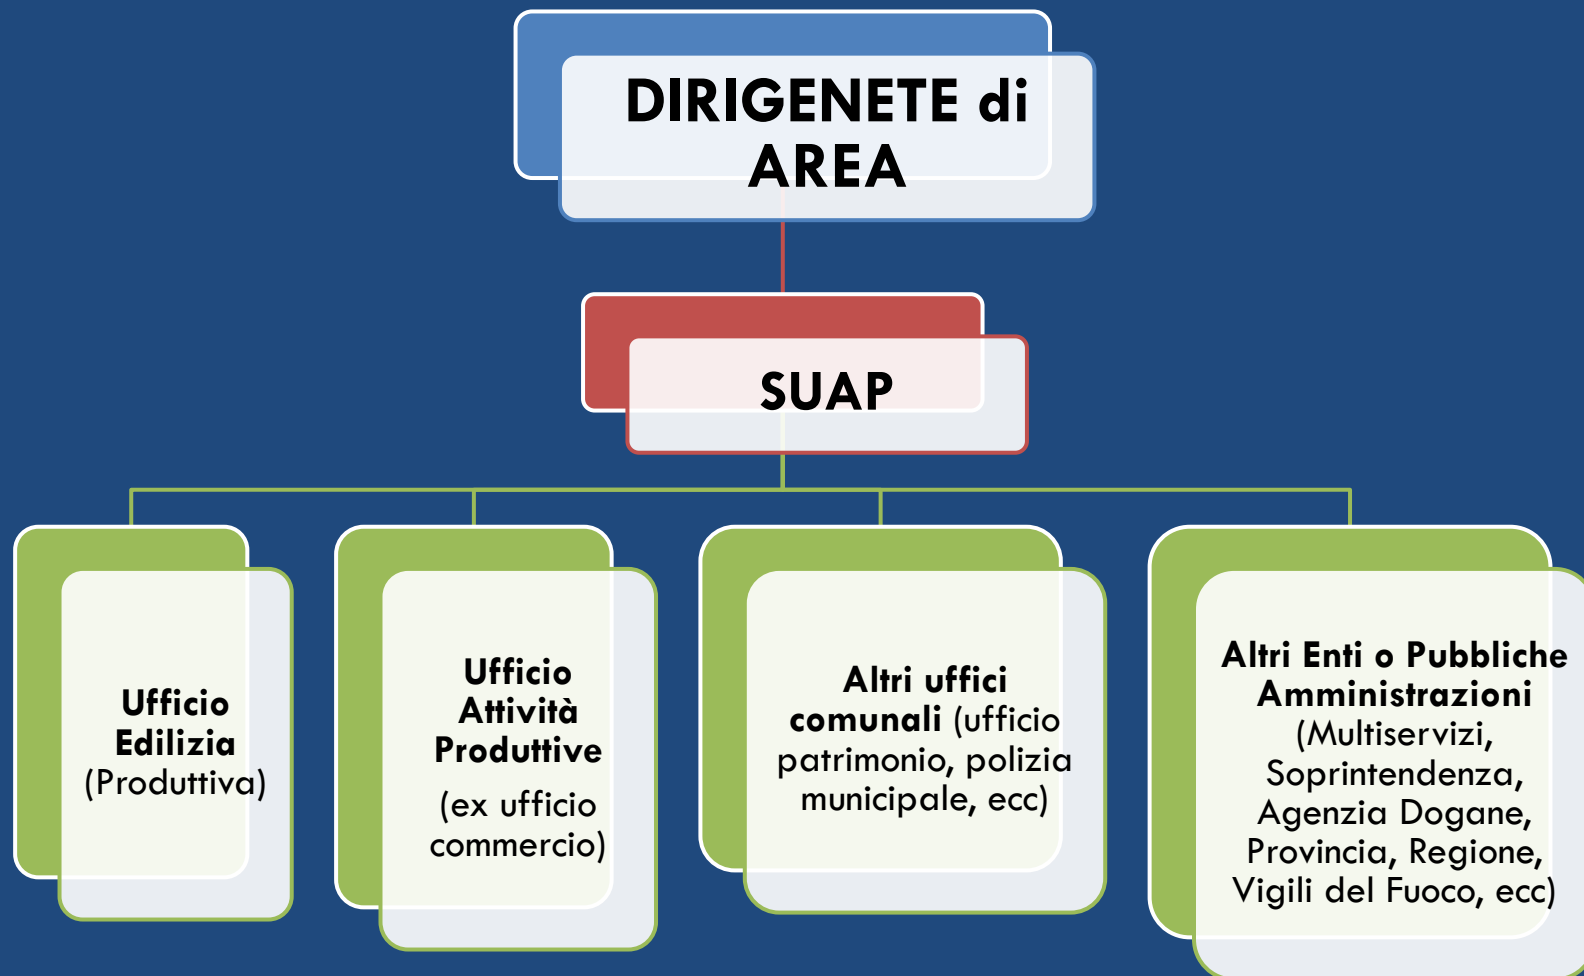 DIRIGENETE di
AREA
SUAP
Ufficio
Edilizia
(Produttiva)
Ufficio
Attività
Produttive
(ex ufficio
commercio)
Altri uffici
comunali (ufficio
patrimonio, polizia
municipale, ecc)
Altri Enti o Pubbliche
Amministrazioni
(Multiservizi,
Soprintendenza,
Agenzia Dogane,
Provincia, Regione,
Vigili del Fuoco, ecc)